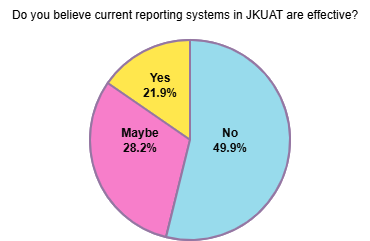 Do you believe current reporting systems in JKUAT are effective?
Yes
21.9%
Maybe
28.2%
No
49.9%